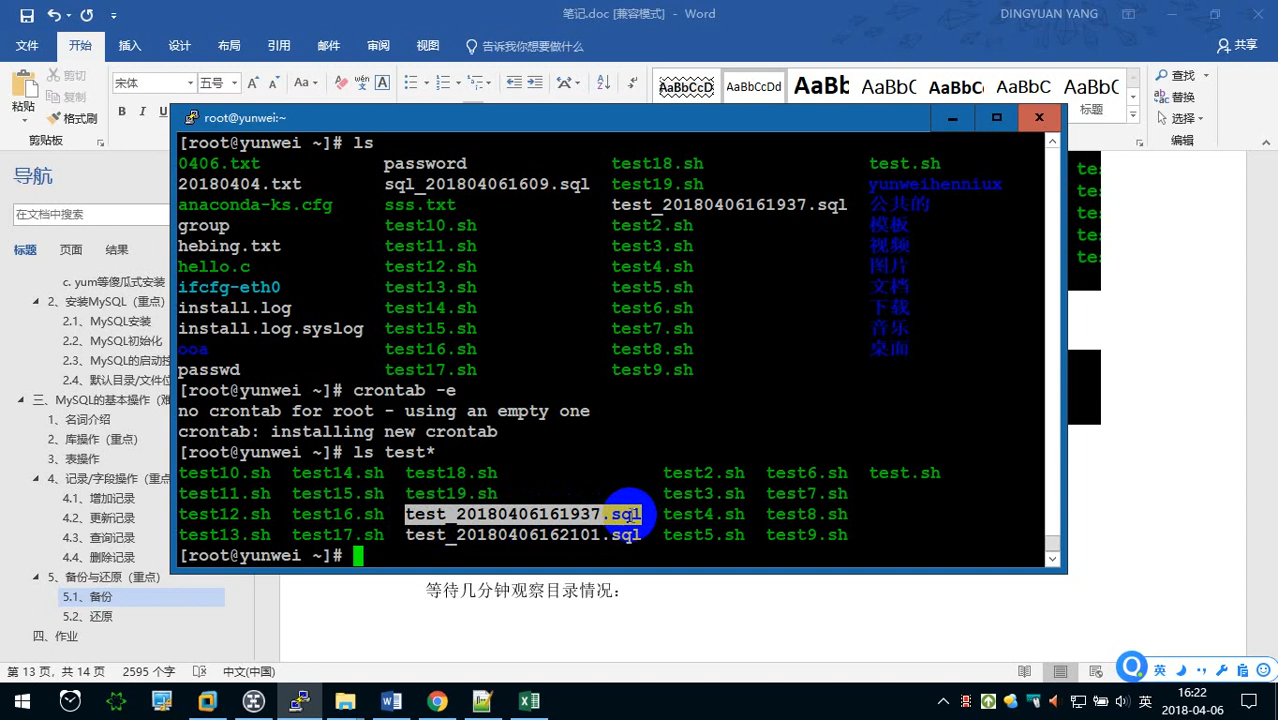 笔记.doc [兼容模式] - Word
DINGYUAN YANG
文件 开始 插入 设计 布局 引用 邮件 审阅 视图 告诉我你想要做什么 共享
粘贴
剪切
复制
格式刷
剪贴板
宋体 五号
B I
AaBbCcD AaBbCcDd AaBb AaBbC AaBbC AaBbC AaBbC
标题
查找
替换
选择
编辑
导航
在文档中搜索
标题 页面 结果
c. yum等傻瓜式安装
2、安装MySQL（重点）
2.1、MySQL安装
2.2、MySQL初始化
2.3、MySQL的启动控
2.4、默认目录/文件位
三、MySQL的基本操作（难
1、名词介绍
2、库操作（重点）
3、表操作
4、记录/字段操作（重点
4.1、增加记录
4.2、更新记录
4.3、查询记录
4.4、删除记录
5、备份与还原（重点）
5.1、备份
5.2、还原
四、作业
root@yunwei:~
[root@yunwei ~]# ls
0406.txt password test18.sh test.sh
20180404.txt sql_201804061609.sql test19.sh yunweihenniux
anaconda-ks.cfg sss.txt test_20180406161937.sql 公共的
group test10.sh test2.sh 模板
hebing.txt test11.sh test3.sh 视频
hello.c test12.sh test4.sh 图片
ifcfg-eth0 test13.sh test5.sh 文档
install.log test14.sh test6.sh 下载
install.log.syslog test15.sh test7.sh 音乐
ooa test16.sh test8.sh 桌面
passwd test17.sh test9.sh
[root@yunwei ~]# crontab -e
no crontab for root - using an empty one
crontab: installing new crontab
[root@yunwei ~]# ls test*
test10.sh test14.sh test18.sh test2.sh test6.sh test.sh
test11.sh test15.sh test19.sh test3.sh test7.sh
test12.sh test16.sh test_20180406161937.sql test4.sh test8.sh
test13.sh test17.sh test_20180406162101.sql test5.sh test9.sh
[root@yunwei ~]#
te
te
te
te
te
等待几分钟观察目录情况：
第 13 页，共 14 页 2595 个字 中文(中国)
英
英
16:22
2018-04-06